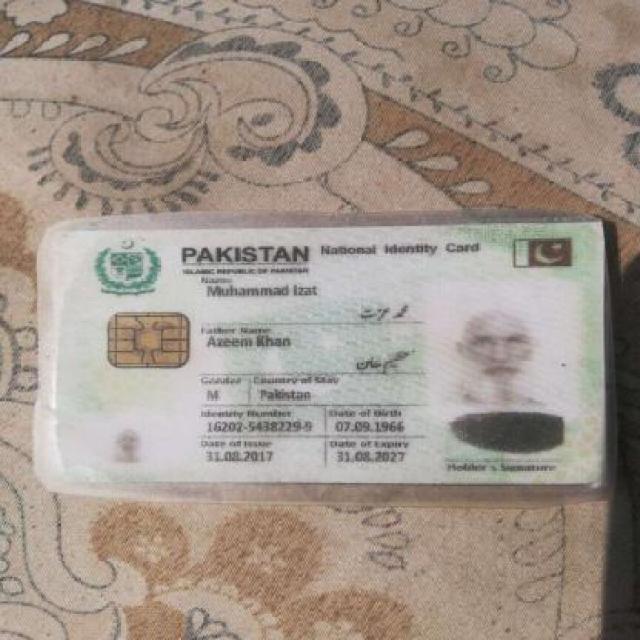 PAKISTAN National Identity Card
ISLAMIC REPUBLIC OF PAKISTAN
Name
Muhammad Izat
محمد عزت
Father Name
Azeem Khan
عظیم خان
Gender Country of Stay
M Pakistan
Identity Number Date of Birth
16202-5438229-9 07.09.1966
Date of Issue Date of Expiry
31.08.2017 31.08.2027
Holder's Signature